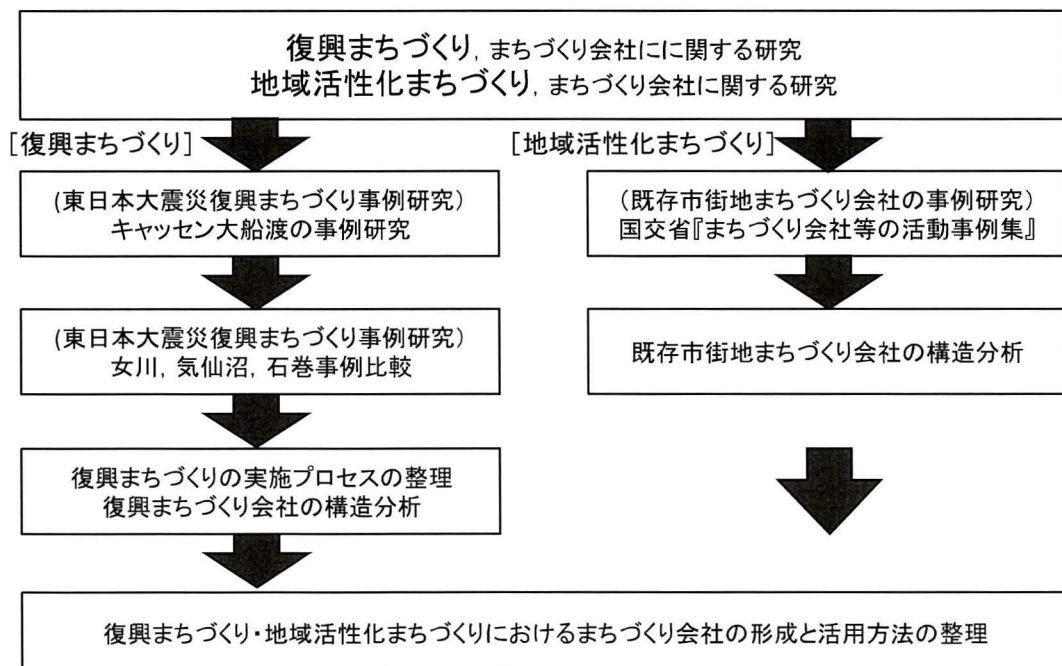 復興まちづくり, まちづくり会社にに関する研究
地域活性化まちづくり, まちづくり会社に関する研究
[復興まちづくり]
[地域活性化まちづくり]
(東日本大震災復興まちづくり事例研究)
キャッセン大船渡の事例研究
(既存市街地まちづくり会社の事例研究)
国交省『まちづくり会社等の活動事例集』
(東日本大震災復興まちづくり事例研究)
女川, 気仙沼, 石巻事例比較
既存市街地まちづくり会社の構造分析
復興まちづくりの実施プロセスの整理
復興まちづくり会社の構造分析
復興まちづくり・地域活性化まちづくりにおけるまちづくり会社の形成と活用方法の整理